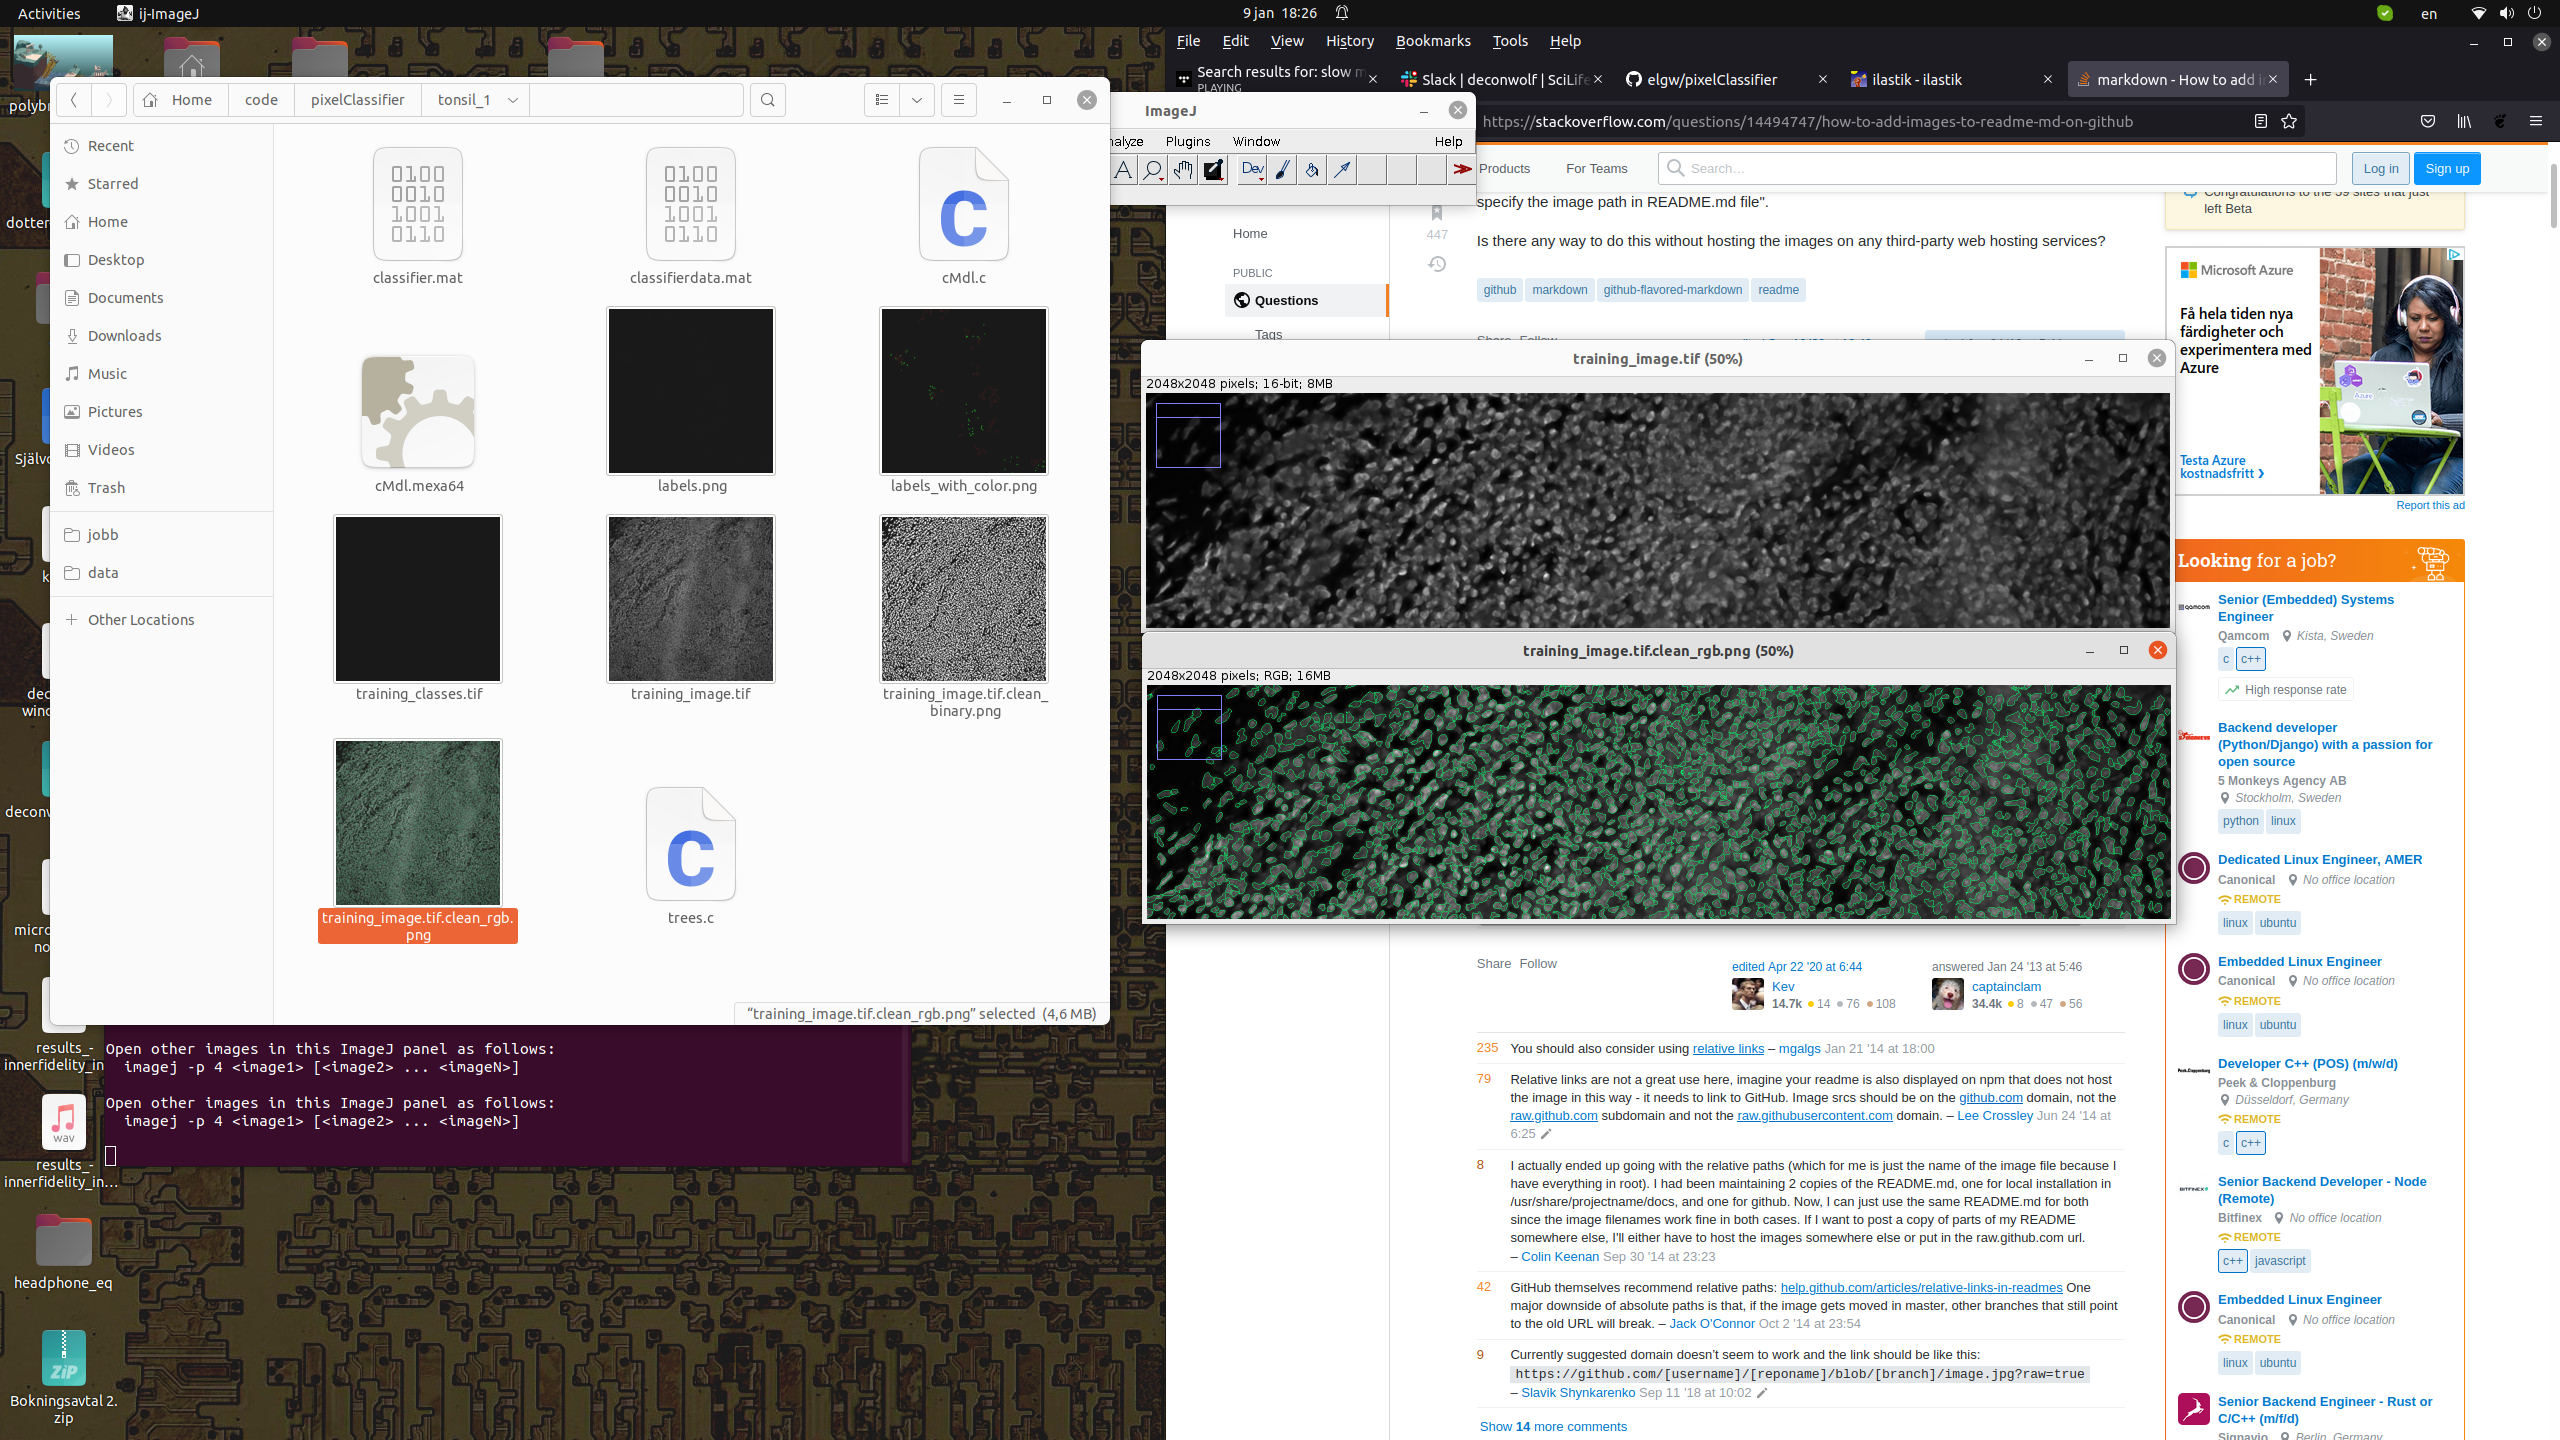 Activities
ij-ImageJ
9 jan 18:26
en
dotter
Själv
headphone_eq
Bokningsavtal 2.
zip
results_-
innerfidelity_in
wav
results_-
innerfidelity_in…
ZIP
Home
code
pixelClassifier
tonsil_1
Recent
Starred
Home
Desktop
Documents
Downloads
Music
Pictures
Videos
Trash
jobb
data
Other Locations
classifier.mat
classifierdata.mat
cMdl.c
cMdl.mexa64
labels.png
labels_with_color.png
training_classes.tif
training_image.tif
training_image.tif.clean_
binary.png
training_image.tif.clean_rgb.
png
trees.c
“training_image.tif.clean_rgb.png” selected (4,6 MB)
Open other images in this ImageJ panel as follows:
imagej -p 4 <image1> [<image2> ... <imageN>]
Open other images in this ImageJ panel as follows:
imagej -p 4 <image1> [<image2> ... <imageN>]
ImageJ
nalyze
Plugins
Window
Help
Dev
File
Edit
View
History
Bookmarks
Tools
Help
Search results for: slow m
PLAYING
Slack | deconwolf | SciLife
elgw/pixelClassifier
ilastik - ilastik
markdown - How to add i
https://stackoverflow.com/questions/14494747/how-to-add-images-to-readme-md-on-github
Products
For Teams
Search…
Log in
Sign up
Home
PUBLIC
Questions
Tags
447
specify the image path in README.md file".
Is there any way to do this without hosting the images on any third-party web hosting services?
github
markdown
github-flavored-markdown
readme
Share Follow
Congratulations to the 59 sites that just
left Beta
Microsoft Azure
Få hela tiden nya
färdigheter och
experimentera med
Azure
Testa Azure
kostnadsfritt
Report this ad
training_image.tif (50%)
2048x2048 pixels; 16-bit; 8MB
training_image.tif.clean_rgb.png (50%)
2048x2048 pixels; RGB; 16MB
Share Follow
edited Apr 22 '20 at 6:44
Kev
14.7k 14 76 108
answered Jan 24 '13 at 5:46
captainclam
34.4k 8 47 56
235
You should also consider using relative links – mgalgs Jan 21 '14 at 18:00
79
Relative links are not a great use here, imagine your readme is also displayed on npm that does not host
the image in this way - it needs to link to GitHub. Image srcs should be on the github.com domain, not the
raw.github.com subdomain and not the raw.githubusercontent.com domain. – Lee Crossley Jun 24 '14 at
6:25
8
I actually ended up going with the relative paths (which for me is just the name of the image file because I
have everything in root). I had been maintaining 2 copies of the README.md, one for local installation in
/usr/share/projectname/docs, and one for github. Now, I can just use the same README.md for both
since the image filenames work fine in both cases. If I want to post a copy of parts of my README
somewhere else, I'll either have to host the images somewhere else or put in the raw.github.com url.
– Colin Keenan Sep 30 '14 at 23:23
42
GitHub themselves recommend relative paths: help.github.com/articles/relative-links-in-readmes One
major downside of absolute paths is that, if the image gets moved in master, other branches that still point
to the old URL will break. – Jack O'Connor Oct 2 '14 at 23:54
9
Currently suggested domain doesn't seem to work and the link should be like this:
https://github.com/[username]/[reponame]/blob/[branch]/image.jpg?raw=true
– Slavik Shynkarenko Sep 11 '18 at 10:02
Show 14 more comments
Looking for a job?
Senior (Embedded) Systems
Engineer
Qamcom Kista, Sweden
c c++
High response rate
Backend developer
(Python/Django) with a passion for
open source
5 Monkeys Agency AB
Stockholm, Sweden
python linux
Dedicated Linux Engineer, AMER
Canonical No office location
REMOTE
linux ubuntu
Embedded Linux Engineer
Canonical No office location
REMOTE
linux ubuntu
Developer C++ (POS) (m/w/d)
Peek & Cloppenburg
Düsseldorf, Germany
REMOTE
c c++
Senior Backend Developer - Node
(Remote)
Bitfinex No office location
REMOTE
c++ javascript
Embedded Linux Engineer
Canonical No office location
REMOTE
linux ubuntu
Senior Backend Engineer - Rust or
C/C++ (m/f/d)
Signavio Berlin, Germany